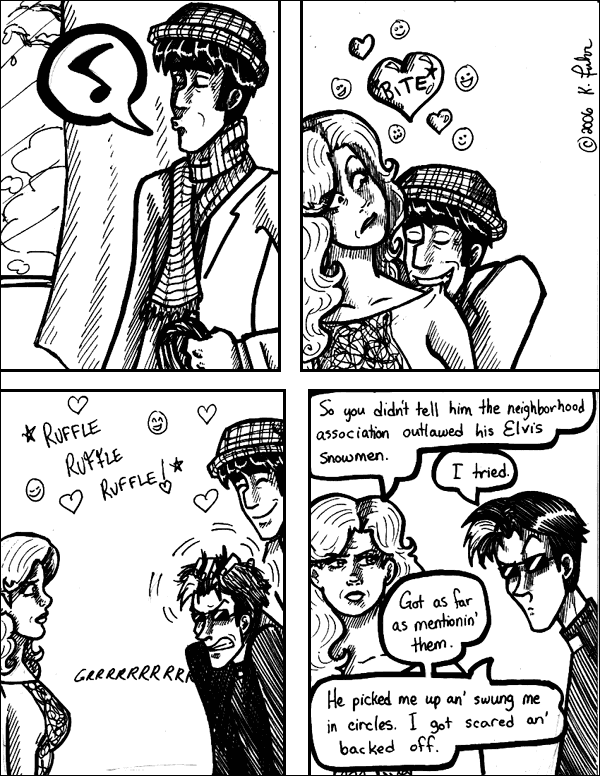 BITE
©2006 K. 
RUFFLE
RUFFLE
RUFFLE!
GRRRRRRRRR
So you didn't tell him the neighborhood
association outlawed his Elvis
Snowmen.
I tried.
Got as far
as mentionin'
them.
He picked me up an' swung me
in circles. I got scared an'
backed off.